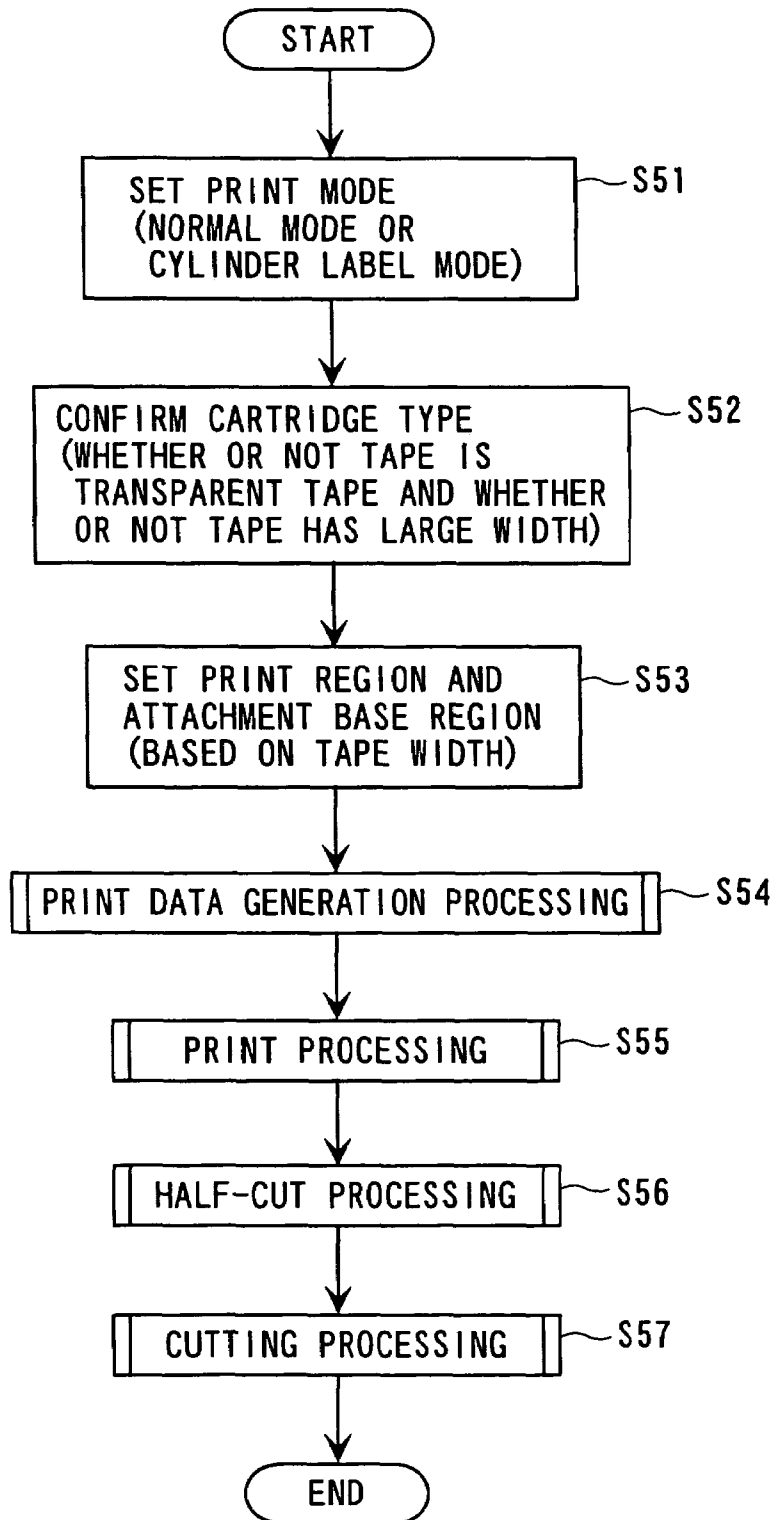 START
SET PRINT MODE
(NORMAL MODE OR
CYLINDER LABEL MODE)
S51
CONFIRM CARTRIDGE TYPE
(WHETHER OR NOT TAPE IS
TRANSPARENT TAPE AND WHETHER
OR NOT TAPE HAS LARGE WIDTH)
S52
SET PRINT REGION AND
ATTACHMENT BASE REGION
(BASED ON TAPE WIDTH)
S53
PRINT DATA GENERATION PROCESSING
S54
PRINT PROCESSING
S55
HALF-CUT PROCESSING
S56
CUTTING PROCESSING
S57
END